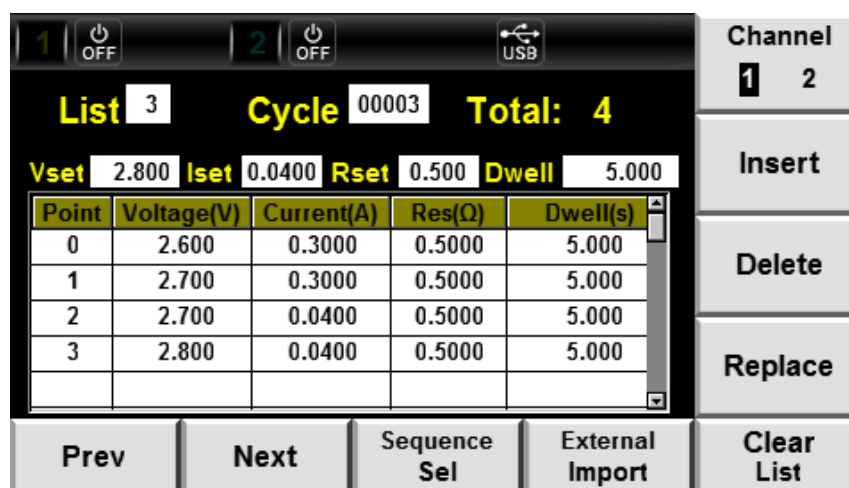 1 OFF 2 OFF USB
Channel
1 2
List 3 Cycle 00003 Total: 4
Vset 2.800 Iset 0.0400 Rset 0.500 Dwell 5.000
Insert
Point Voltage(V) Current(A) Res(Ω) Dwell(s)
0 2.600 0.3000 0.5000 5.000
1 2.700 0.3000 0.5000 5.000
2 2.700 0.0400 0.5000 5.000
3 2.800 0.0400 0.5000 5.000
Delete
Replace
Prev
Next
Sequence
Sel
External
Import
Clear
List